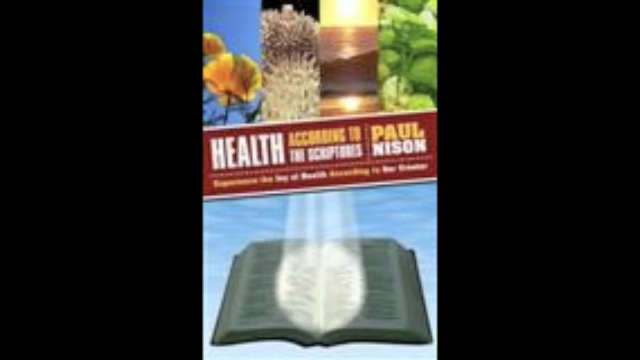 HEALTH
ACCORDING TO
THE SCRIPTURES
PAUL
NISON
Experience the Joy of Health According to Our Creator